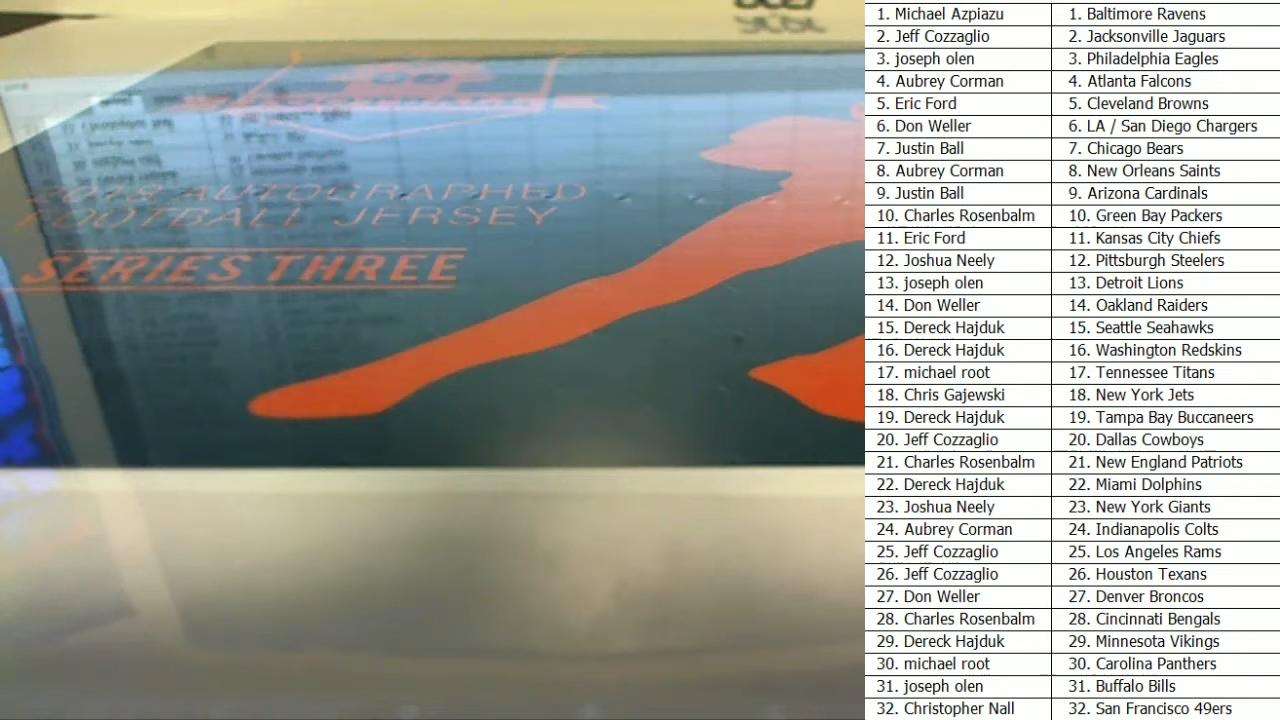 2018 AUTOGRAPHED
FOOTBALL JERSEY
SERIES THREE
1. Michael Azpiazu 1. Baltimore Ravens
2. Jeff Cozzaglio 2. Jacksonville Jaguars
3. joseph olen 3. Philadelphia Eagles
4. Aubrey Corman 4. Atlanta Falcons
5. Eric Ford 5. Cleveland Browns
6. Don Weller 6. LA / San Diego Chargers
7. Justin Ball 7. Chicago Bears
8. Aubrey Corman 8. New Orleans Saints
9. Justin Ball 9. Arizona Cardinals
10. Charles Rosenbalm 10. Green Bay Packers
11. Eric Ford 11. Kansas City Chiefs
12. Joshua Neely 12. Pittsburgh Steelers
13. joseph olen 13. Detroit Lions
14. Don Weller 14. Oakland Raiders
15. Dereck Hajduk 15. Seattle Seahawks
16. Dereck Hajduk 16. Washington Redskins
17. michael root 17. Tennessee Titans
18. Chris Gajewski 18. New York Jets
19. Dereck Hajduk 19. Tampa Bay Buccaneers
20. Jeff Cozzaglio 20. Dallas Cowboys
21. Charles Rosenbalm 21. New England Patriots
22. Dereck Hajduk 22. Miami Dolphins
23. Joshua Neely 23. New York Giants
24. Aubrey Corman 24. Indianapolis Colts
25. Jeff Cozzaglio 25. Los Angeles Rams
26. Jeff Cozzaglio 26. Houston Texans
27. Don Weller 27. Denver Broncos
28. Charles Rosenbalm 28. Cincinnati Bengals
29. Dereck Hajduk 29. Minnesota Vikings
30. michael root 30. Carolina Panthers
31. joseph olen 31. Buffalo Bills
32. Christopher Nall 32. San Francisco 49ers